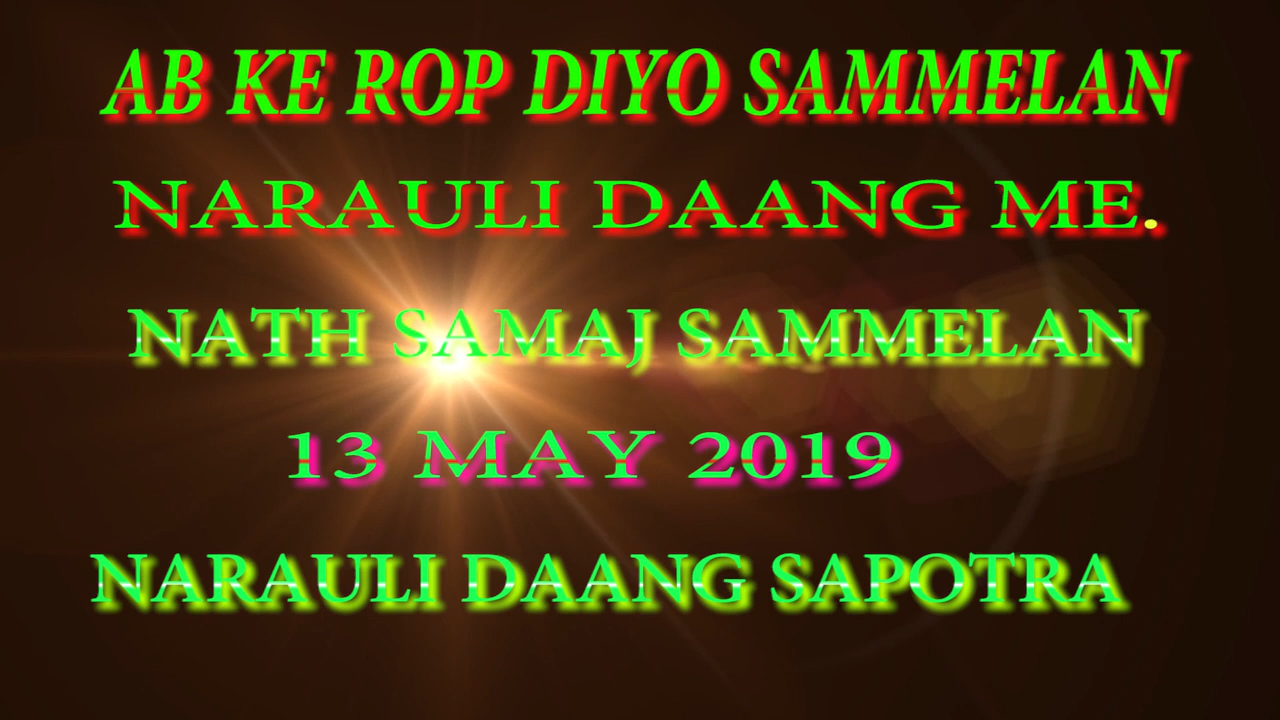 AB KE ROP DIYO SAMMELAN
NARAULI DAANG ME.
NATH SAMAJ SAMMELAN
13 MAY 2019
NARAULI DAANG SAPOTRA